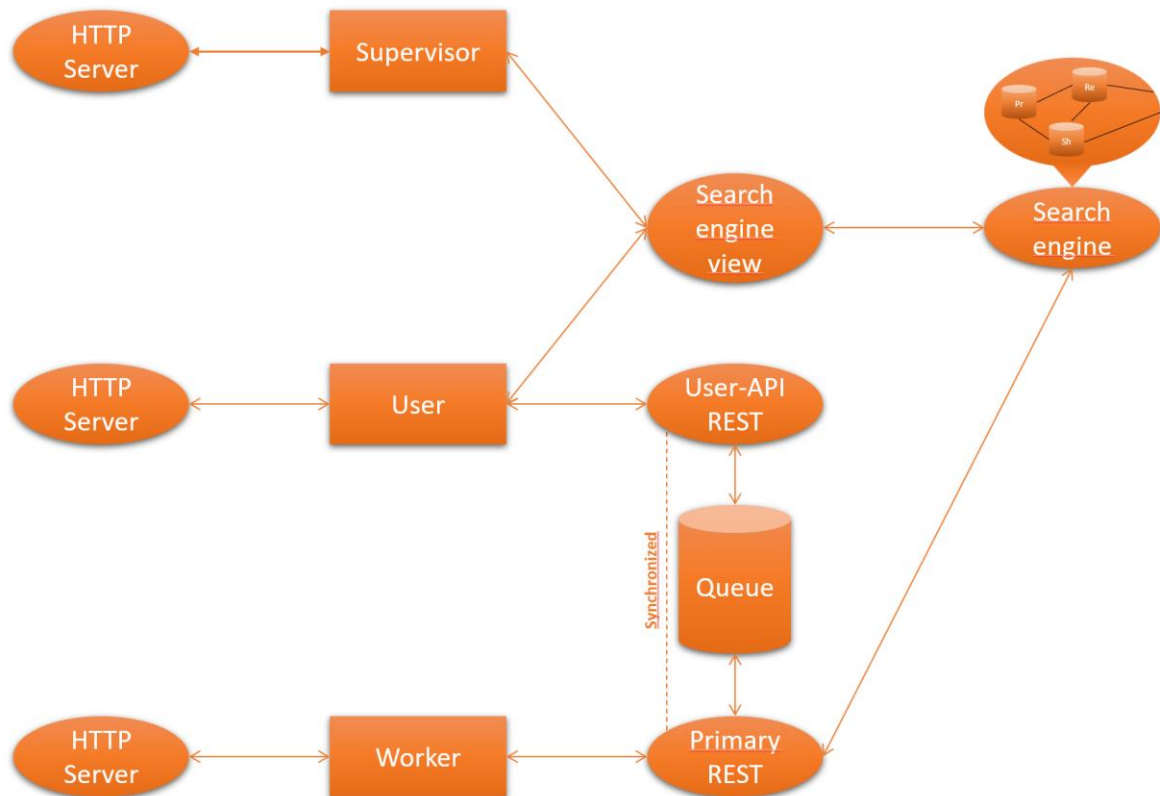 HTTP
Server
Supervisor
Pr
Re
Sh
Search
engine
view
Search
engine
HTTP
Server
User
User-API
REST
Synchronized
Queue
HTTP
Server
Worker
Primary
REST